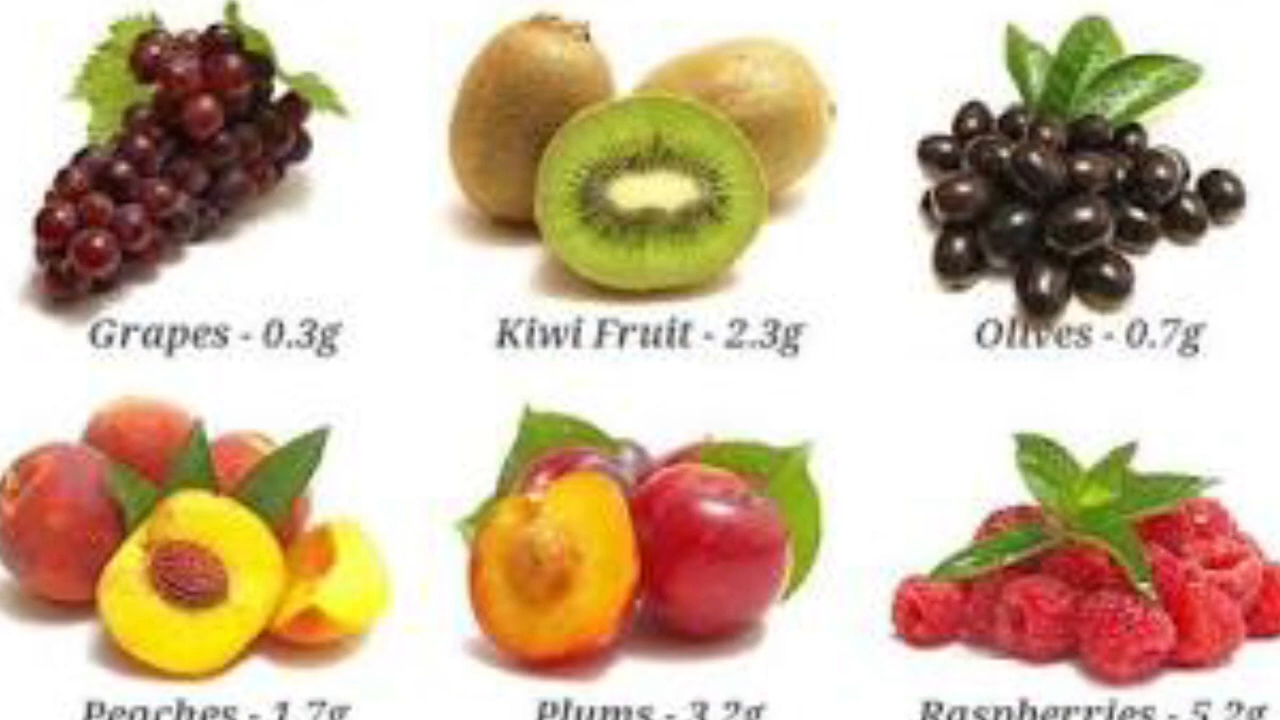 Grapes - 0.3g
Kiwi Fruit - 2.3g
Olives - 0.7g
Peaches - 1.7g
Plums - 3.2g
Raspberries - 5.2g